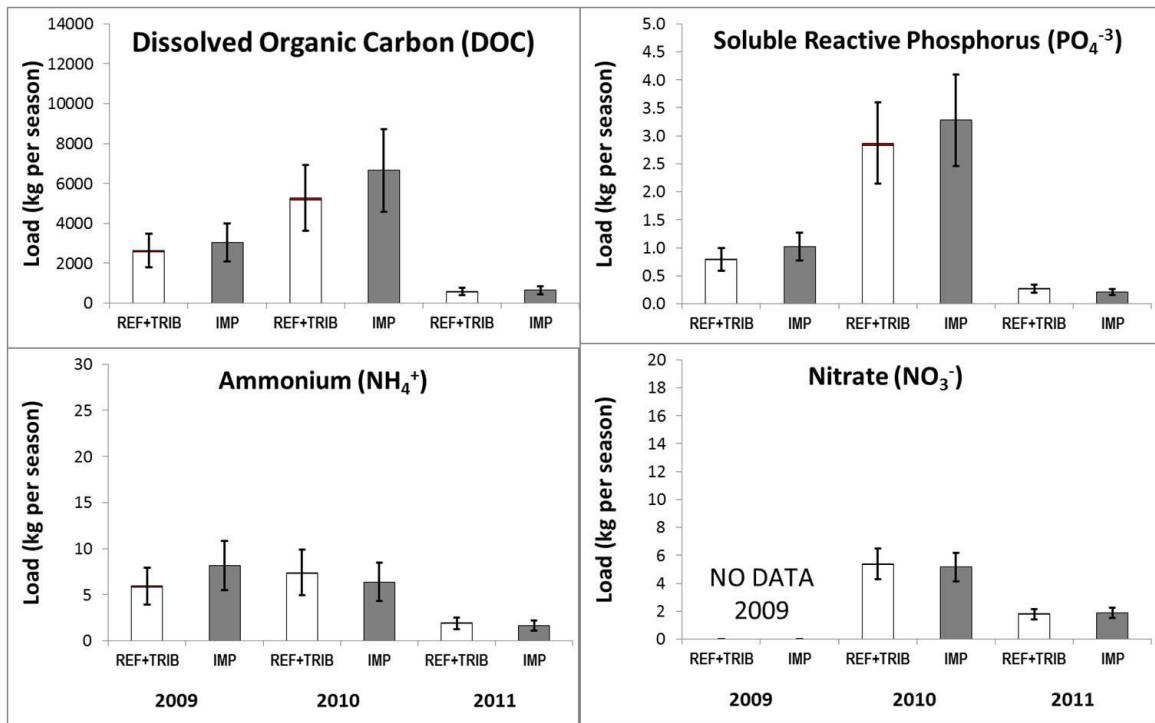 Dissolved Organic Carbon (DOC)
Load (kg per season)
14000
12000
10000
8000
6000
4000
2000
0
REF+TRIB IMP REF+TRIB IMP REF+TRIB IMP
Soluble Reactive Phosphorus (PO₄⁻³)
Load (kg per season)
5.0
4.5
4.0
3.5
3.0
2.5
2.0
1.5
1.0
0.5
0.0
REF+TRIB IMP REF+TRIB IMP REF+TRIB IMP
Ammonium (NH₄⁺)
Load (kg per season)
30
25
20
15
10
5
0
REF+TRIB IMP REF+TRIB IMP REF+TRIB IMP
2009 2010 2011
Nitrate (NO₃⁻)
Load (kg per season)
20
18
16
14
12
10
8
6
4
2
0
NO DATA
2009
REF+TRIB IMP REF+TRIB IMP REF+TRIB IMP
2009 2010 2011